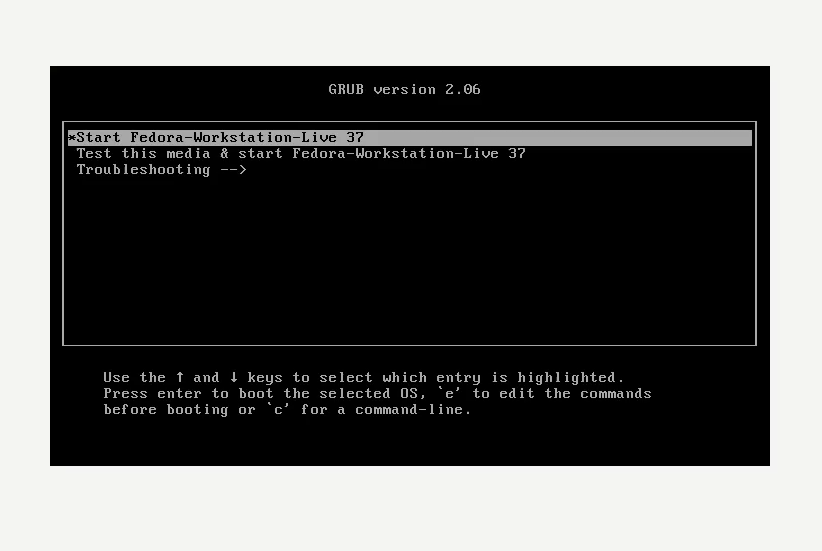 GRUB version 2.06
*Start Fedora-Workstation-Live 37
Test this media & start Fedora-Workstation-Live 37
Troubleshooting -->
Use the ↑ and ↓ keys to select which entry is highlighted.
Press enter to boot the selected OS, `e' to edit the commands
before booting or `c' for a command-line.